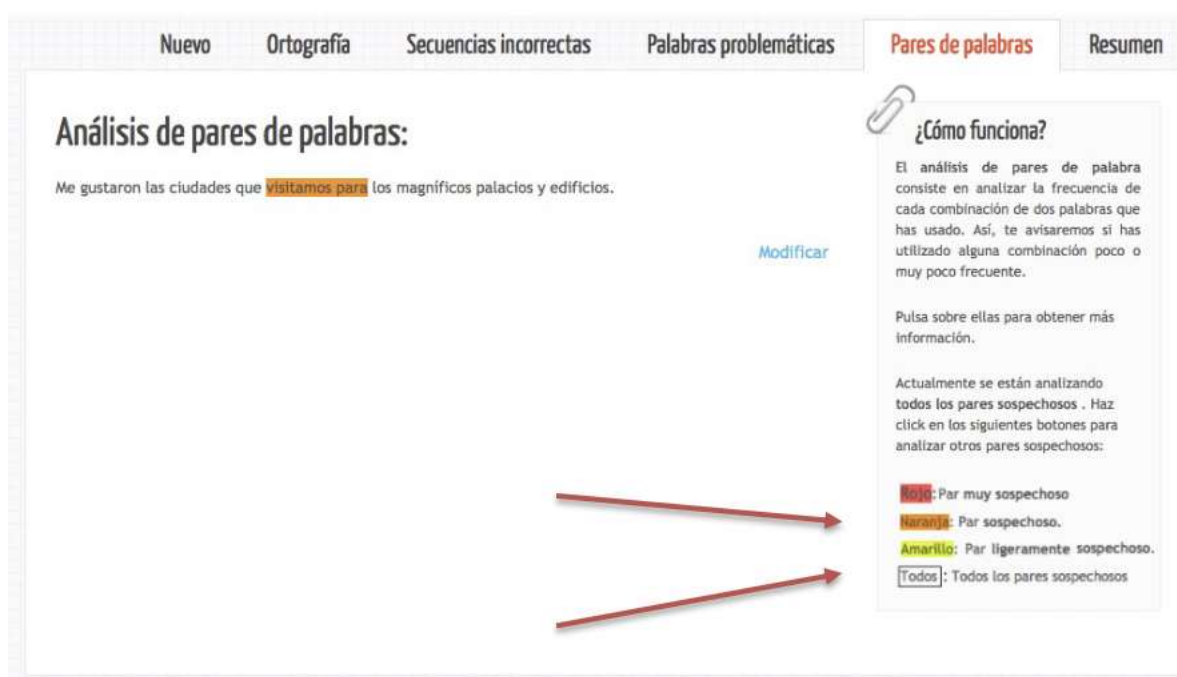 Nuevo Ortografía Secuencias incorrectas Palabras problemáticas Pares de palabras Resumen
Análisis de pares de palabras:
Me gustaron las ciudades que visitamos para los magníficos palacios y edificios.
Modificar
¿Cómo funciona?
El análisis de pares de palabra
consiste en analizar la frecuencia de
cada combinación de dos palabras que
has usado. Así, te avisaremos si has
utilizado alguna combinación poco o
muy poco frecuente.
Pulsa sobre ellas para obtener más
información.
Actualmente se están analizando
todos los pares sospechosos . Haz
click en los siguientes botones para
analizar otros pares sospechosos:
Rojo: Par muy sospechoso
Naranja: Par sospechoso.
Amarillo: Par ligeramente sospechoso.
Todos : Todos los pares sospechosos